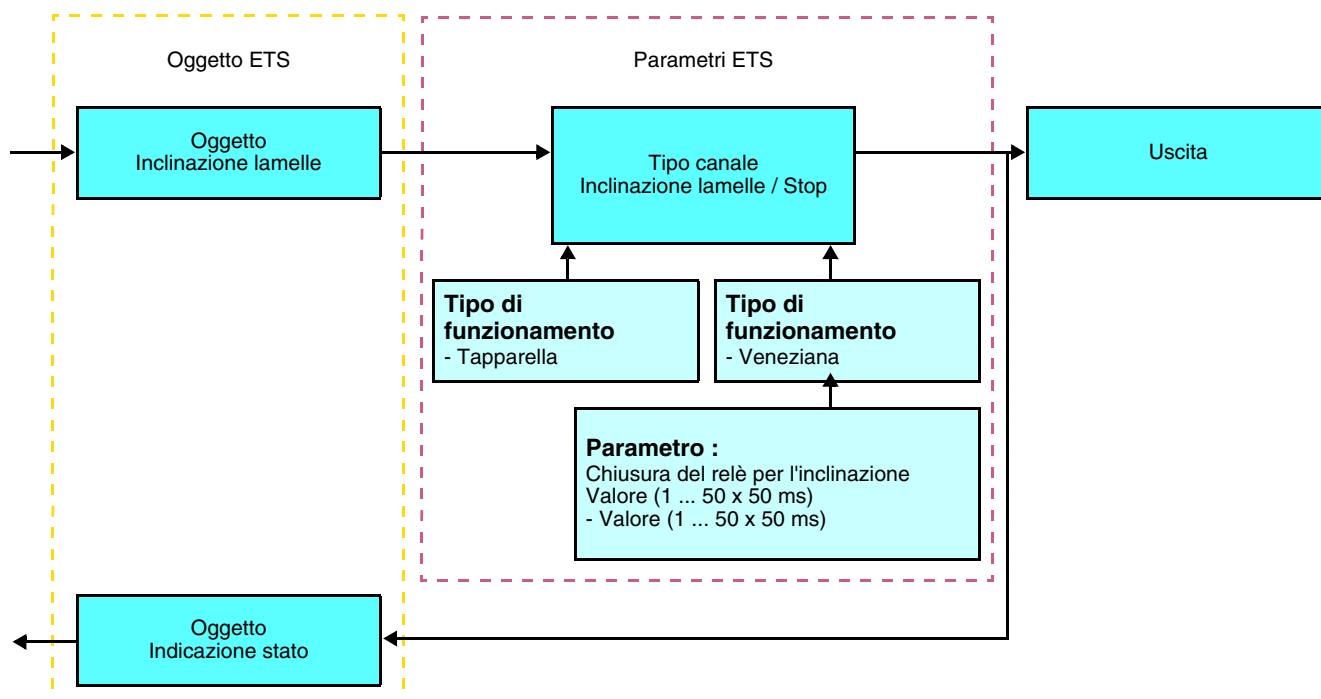 Oggetto ETS
Parametri ETS
Oggetto
Inclinazione lamelle
Tipo canale
Inclinazione lamelle / Stop
Uscita
Tipo di
funzionamento
- Tapparella
Tipo di
funzionamento
- Veneziana
Parametro :
Chiusura del relè per l'inclinazione
Valore (1 ... 50 x 50 ms)
- Valore (1 ... 50 x 50 ms)
Oggetto
Indicazione stato